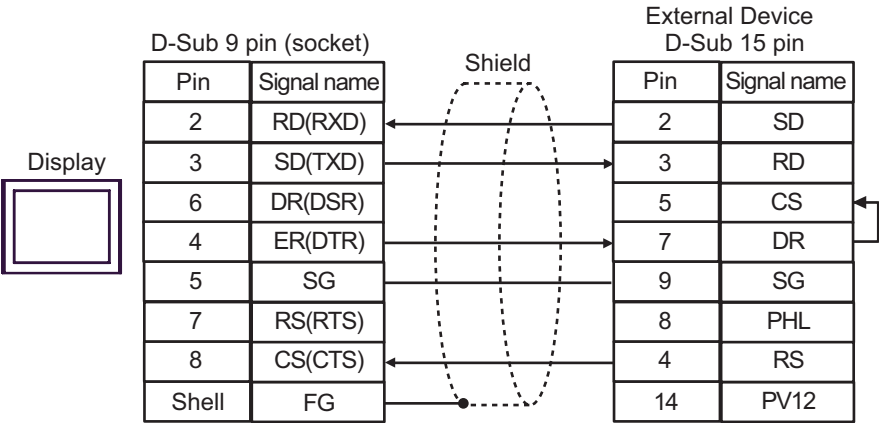 External Device
D-Sub 9 pin (socket) D-Sub 15 pin
Shield
Pin Signal name Pin Signal name
2 RD(RXD) 2 SD
Display 3 SD(TXD) 3 RD
6 DR(DSR) 5 CS
4 ER(DTR) 7 DR
5 SG 9 SG
7 RS(RTS) 8 PHL
8 CS(CTS) 4 RS
Shell FG 14 PV12